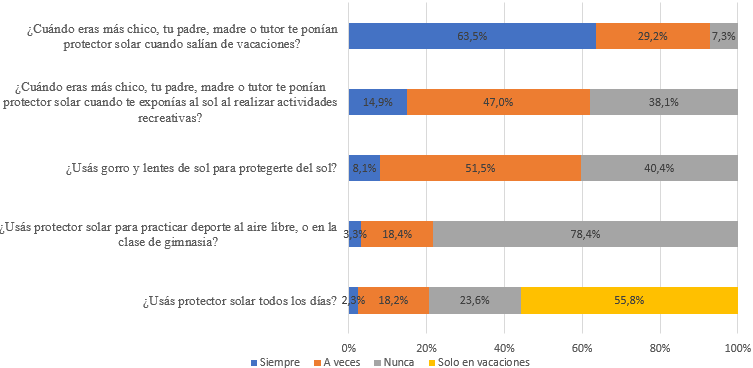 ¿Cuándo eras más chico, tu padre, madre o tutor te ponían
protector solar cuando salían de vacaciones?
63,5%
29,2%
7,3%
¿Cuándo eras más chico, tu padre, madre o tutor te ponían
protector solar cuando te exponías al sol al realizar actividades
recreativas?
14,9%
47,0%
38,1%
¿Usás gorro y lentes de sol para protegerte del sol?
8,1%
51,5%
40,4%
¿Usás protector solar para practicar deporte al aire libre, o en la
clase de gimnasia?
3,3%
18,4%
78,4%
¿Usás protector solar todos los días?
2,3%
18,2%
23,6%
55,8%
0%
20%
40%
60%
80%
100%
Siempre
A veces
Nunca
Solo en vacaciones